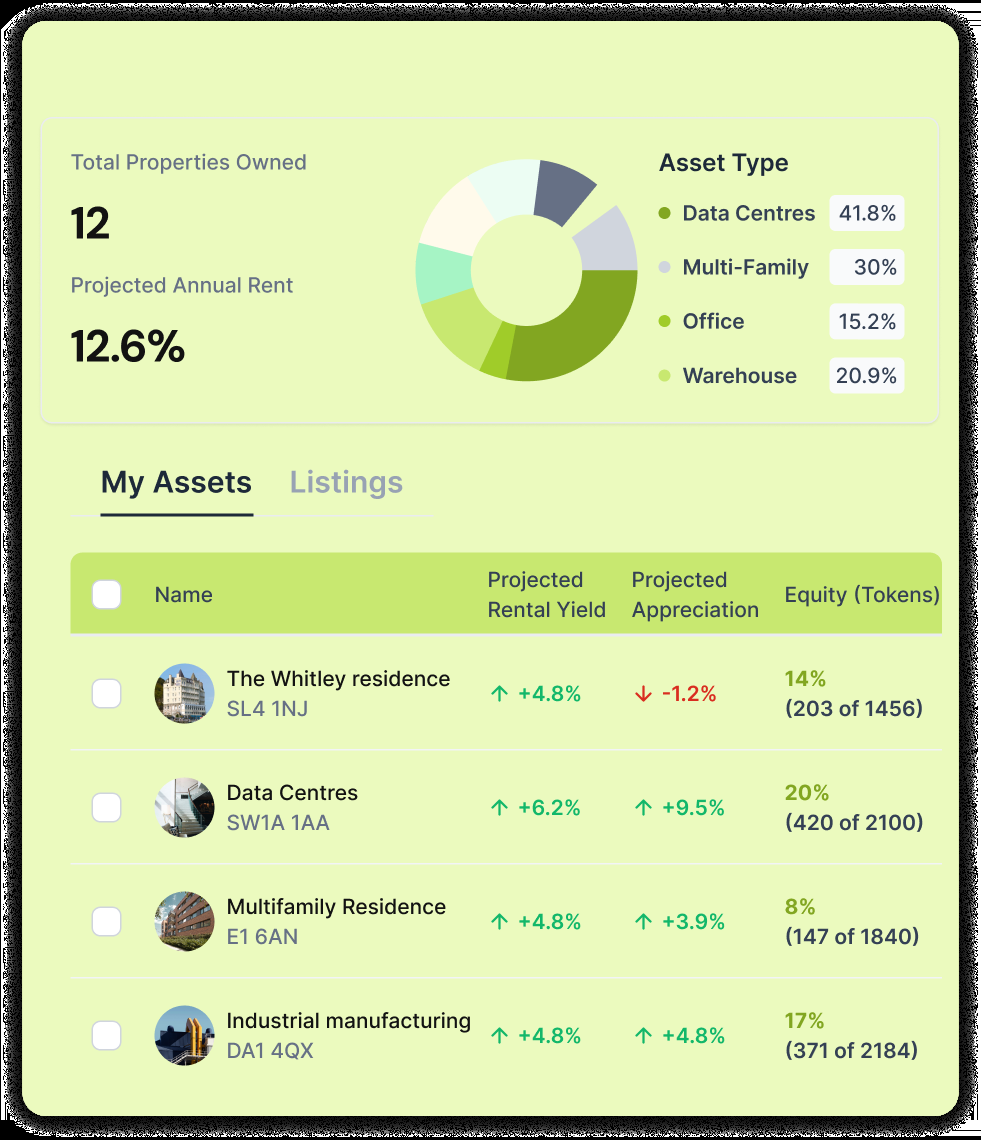 Total Properties Owned
12
Projected Annual Rent
12.6%
Asset Type
Data Centres 41.8%
Multi-Family 30%
Office 15.2%
Warehouse 20.9%
My Assets Listings
Name
Projected
Rental Yield
Projected
Appreciation
Equity (Tokens)
The Whitley residence
SL4 1NJ
+4.8%
-1.2%
14%
(203 of 1456)
Data Centres
SW1A 1AA
+6.2%
+9.5%
20%
(420 of 2100)
Multifamily Residence
E1 6AN
+4.8%
+3.9%
8%
(147 of 1840)
Industrial manufacturing
DA1 4QX
+4.8%
+4.8%
17%
(371 of 2184)